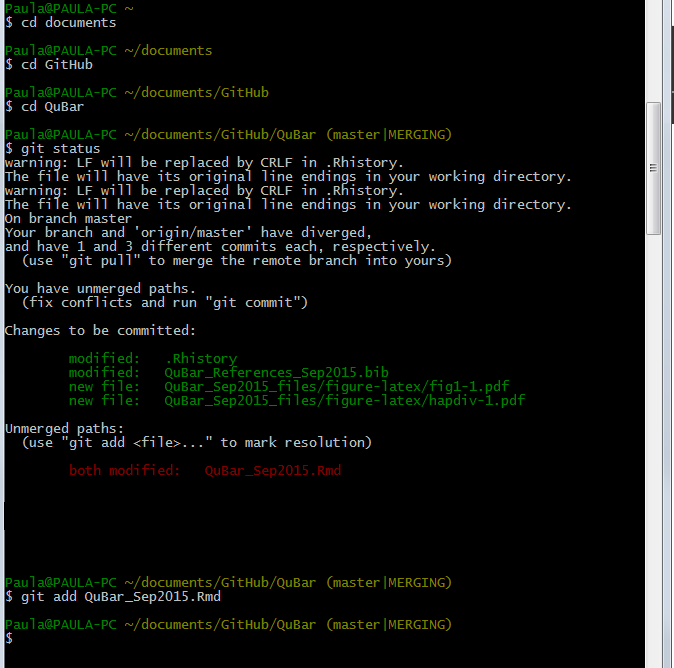 Paula@PAULA-PC ~
$ cd documents
Paula@PAULA-PC ~/documents
$ cd GitHub
Paula@PAULA-PC ~/documents/GitHub
$ cd QuBar
Paula@PAULA-PC ~/documents/GitHub/QuBar (master|MERGING)
$ git status
warning: LF will be replaced by CRLF in .Rhistory.
The file will have its original line endings in your working directory.
warning: LF will be replaced by CRLF in .Rhistory.
The file will have its original line endings in your working directory.
On branch master
Your branch and 'origin/master' have diverged,
and have 1 and 3 different commits each, respectively.
(use "git pull" to merge the remote branch into yours)
You have unmerged paths.
(fix conflicts and run "git commit")
Changes to be committed:
modified: .Rhistory
modified: QuBar_References_Sep2015.bib
new file: QuBar_Sep2015_files/figure-latex/fig1-1.pdf
new file: QuBar_Sep2015_files/figure-latex/hapdiv-1.pdf
Unmerged paths:
(use "git add <file>..." to mark resolution)
both modified: QuBar_Sep2015.Rmd
Paula@PAULA-PC ~/documents/GitHub/QuBar (master|MERGING)
$ git add QuBar_Sep2015.Rmd
Paula@PAULA-PC ~/documents/GitHub/QuBar (master|MERGING)
$